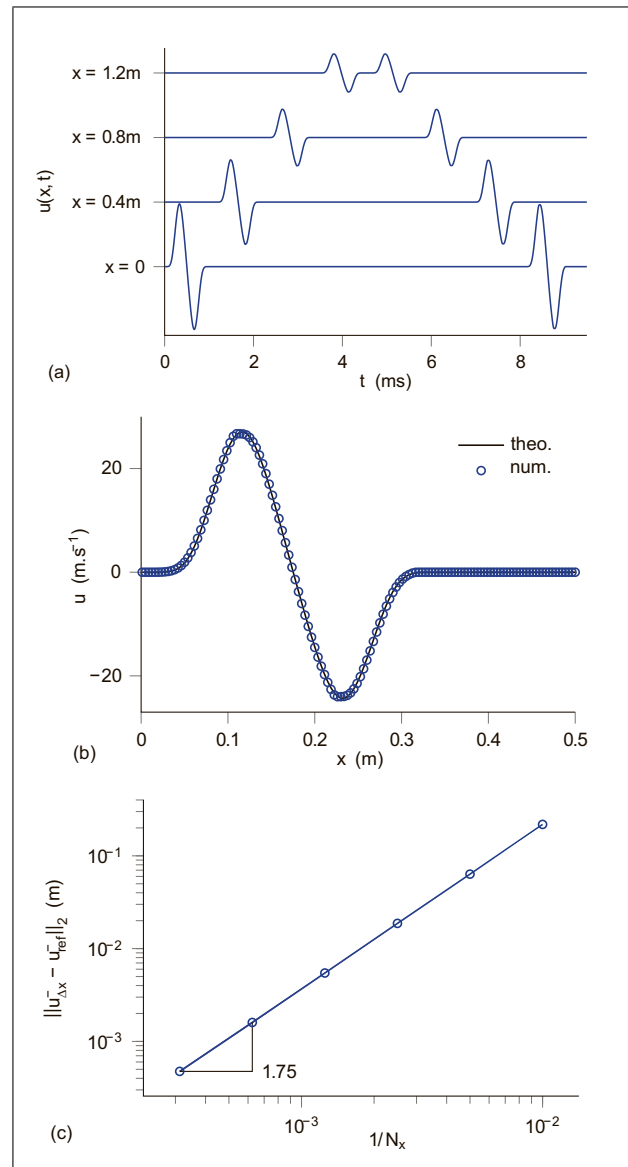 x = 1.2m
x = 0.8m
x = 0.4m
x = 0
u(x,t)
0 2 4 6 8
t (ms)
(a)
20
0
−20
u (m.s⁻¹)
theo.
num.
0 0.1 0.2 0.3 0.4 0.5
x (m)
(b)
10⁻¹
10⁻²
10⁻³
||u⁻_Δx − u⁻_ref||₂ (m)
1.75
10⁻³ 10⁻²
1/Nₓ
(c)